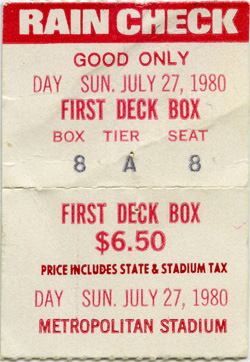 RAIN CHECK
GOOD ONLY
DAY SUN. JULY 27, 1980
FIRST DECK BOX
BOX TIER SEAT
8 A 8
FIRST DECK BOX
$6.50
PRICE INCLUDES STATE & STADIUM TAX
DAY SUN. JULY 27, 1980
METROPOLITAN STADIUM